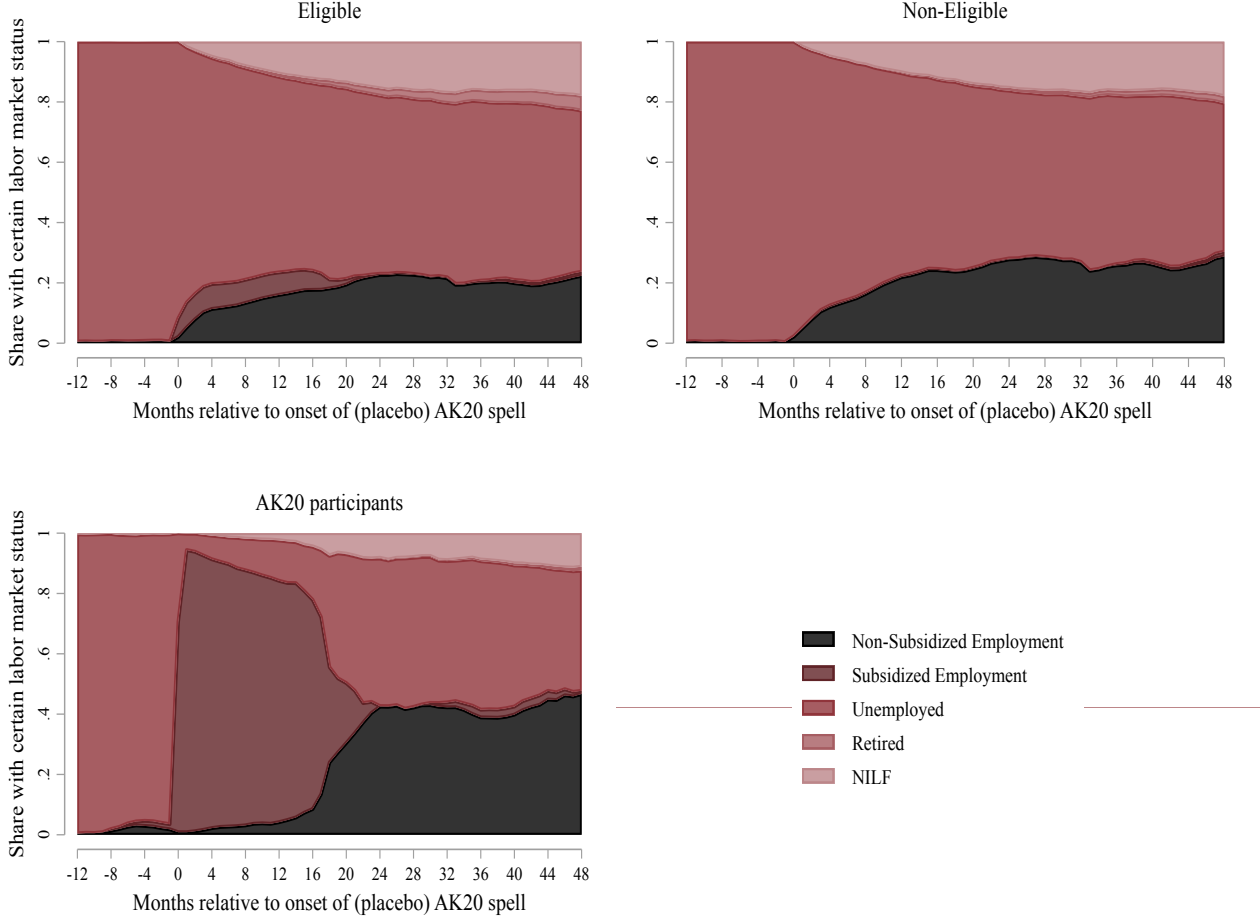 Eligible
Non-Eligible
Share with certain labor market status
0 .2 .4 .6 .8 1
0 .2 .4 .6 .8 1
-12 -8 -4 0 4 8 12 16 20 24 28 32 36 40 44 48
-12 -8 -4 0 4 8 12 16 20 24 28 32 36 40 44 48
Months relative to onset of (placebo) AK20 spell
Months relative to onset of (placebo) AK20 spell
AK20 participants
Share with certain labor market status
0 .2 .4 .6 .8 1
-12 -8 -4 0 4 8 12 16 20 24 28 32 36 40 44 48
Months relative to onset of (placebo) AK20 spell
Non-Subsidized Employment
Subsidized Employment
Unemployed
Retired
NILF